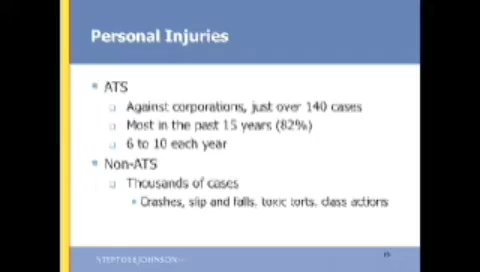 Personal Injuries
ATS
Against corporations, just over 140 cases
Most in the past 15 years (82%)
6 to 10 each year
Non-ATS
Thousands of cases
Crashes, slip and falls, toxic torts, class actions
STEPTOE & JOHNSON